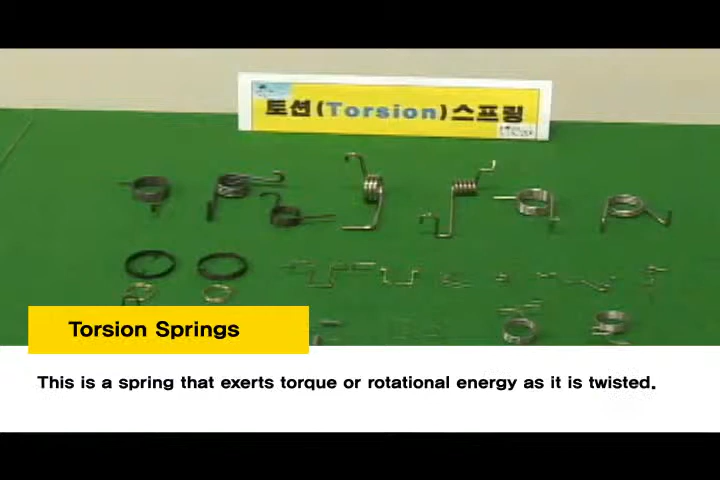 토션(Torsion)스프링
Torsion Springs
This is a spring that exerts torque or rotational energy as it is twisted.